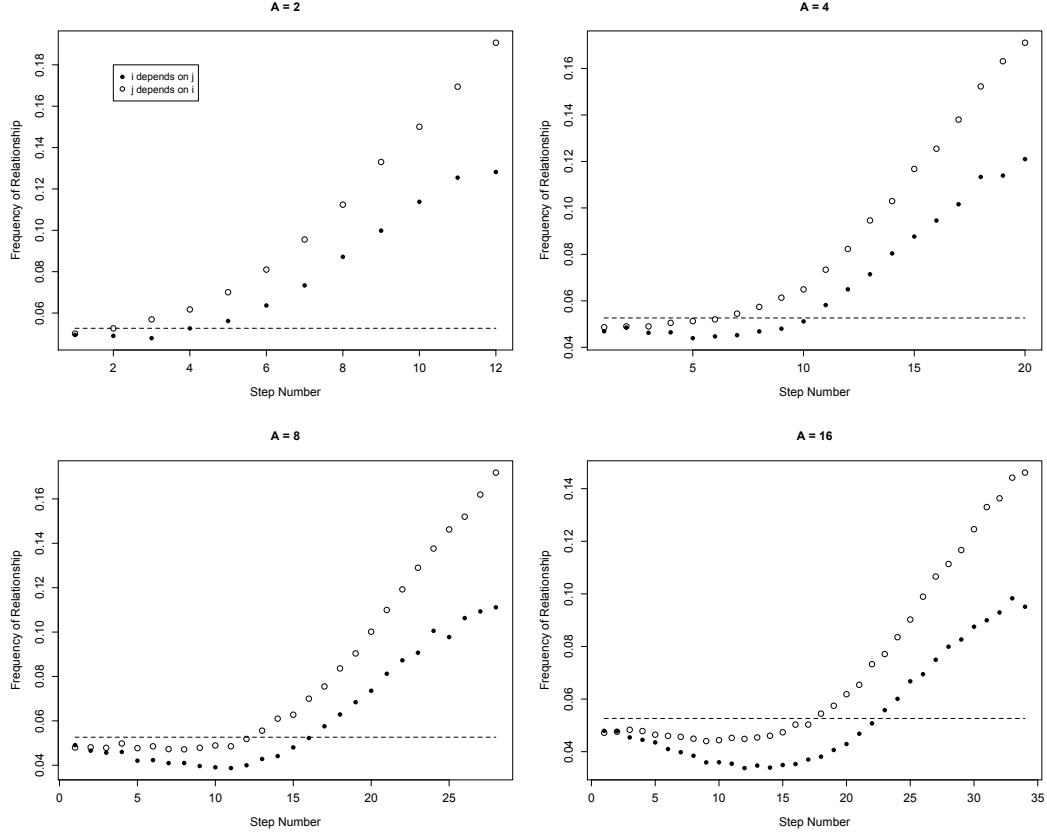 A = 2
Frequency of Relationship
0.06 0.08 0.10 0.12 0.14 0.16 0.18
i depends on j
j depends on i
2 4 6 8 10 12
Step Number
A = 4
Frequency of Relationship
0.04 0.06 0.08 0.10 0.12 0.14 0.16
5 10 15 20
Step Number
A = 8
Frequency of Relationship
0.04 0.06 0.08 0.10 0.12 0.14 0.16
0 5 10 15 20 25
Step Number
A = 16
Frequency of Relationship
0.04 0.06 0.08 0.10 0.12 0.14
0 5 10 15 20 25 30 35
Step Number